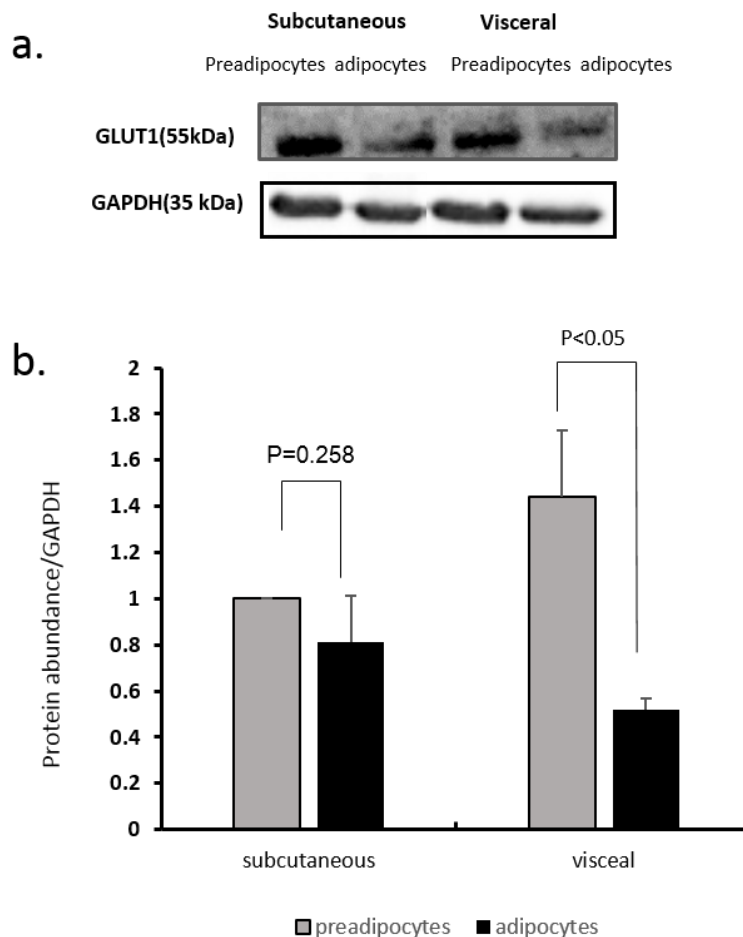 a.
Subcutaneous Visceral
Preadipocytes adipocytes Preadipocytes adipocytes
GLUT1(55kDa)
GAPDH(35 kDa)
b.
P<0.05
P=0.258
Protein abundance/GAPDH
2
1.8
1.6
1.4
1.2
1
0.8
0.6
0.4
0.2
0
subcutaneous visceal
preadipocytes adipocytes